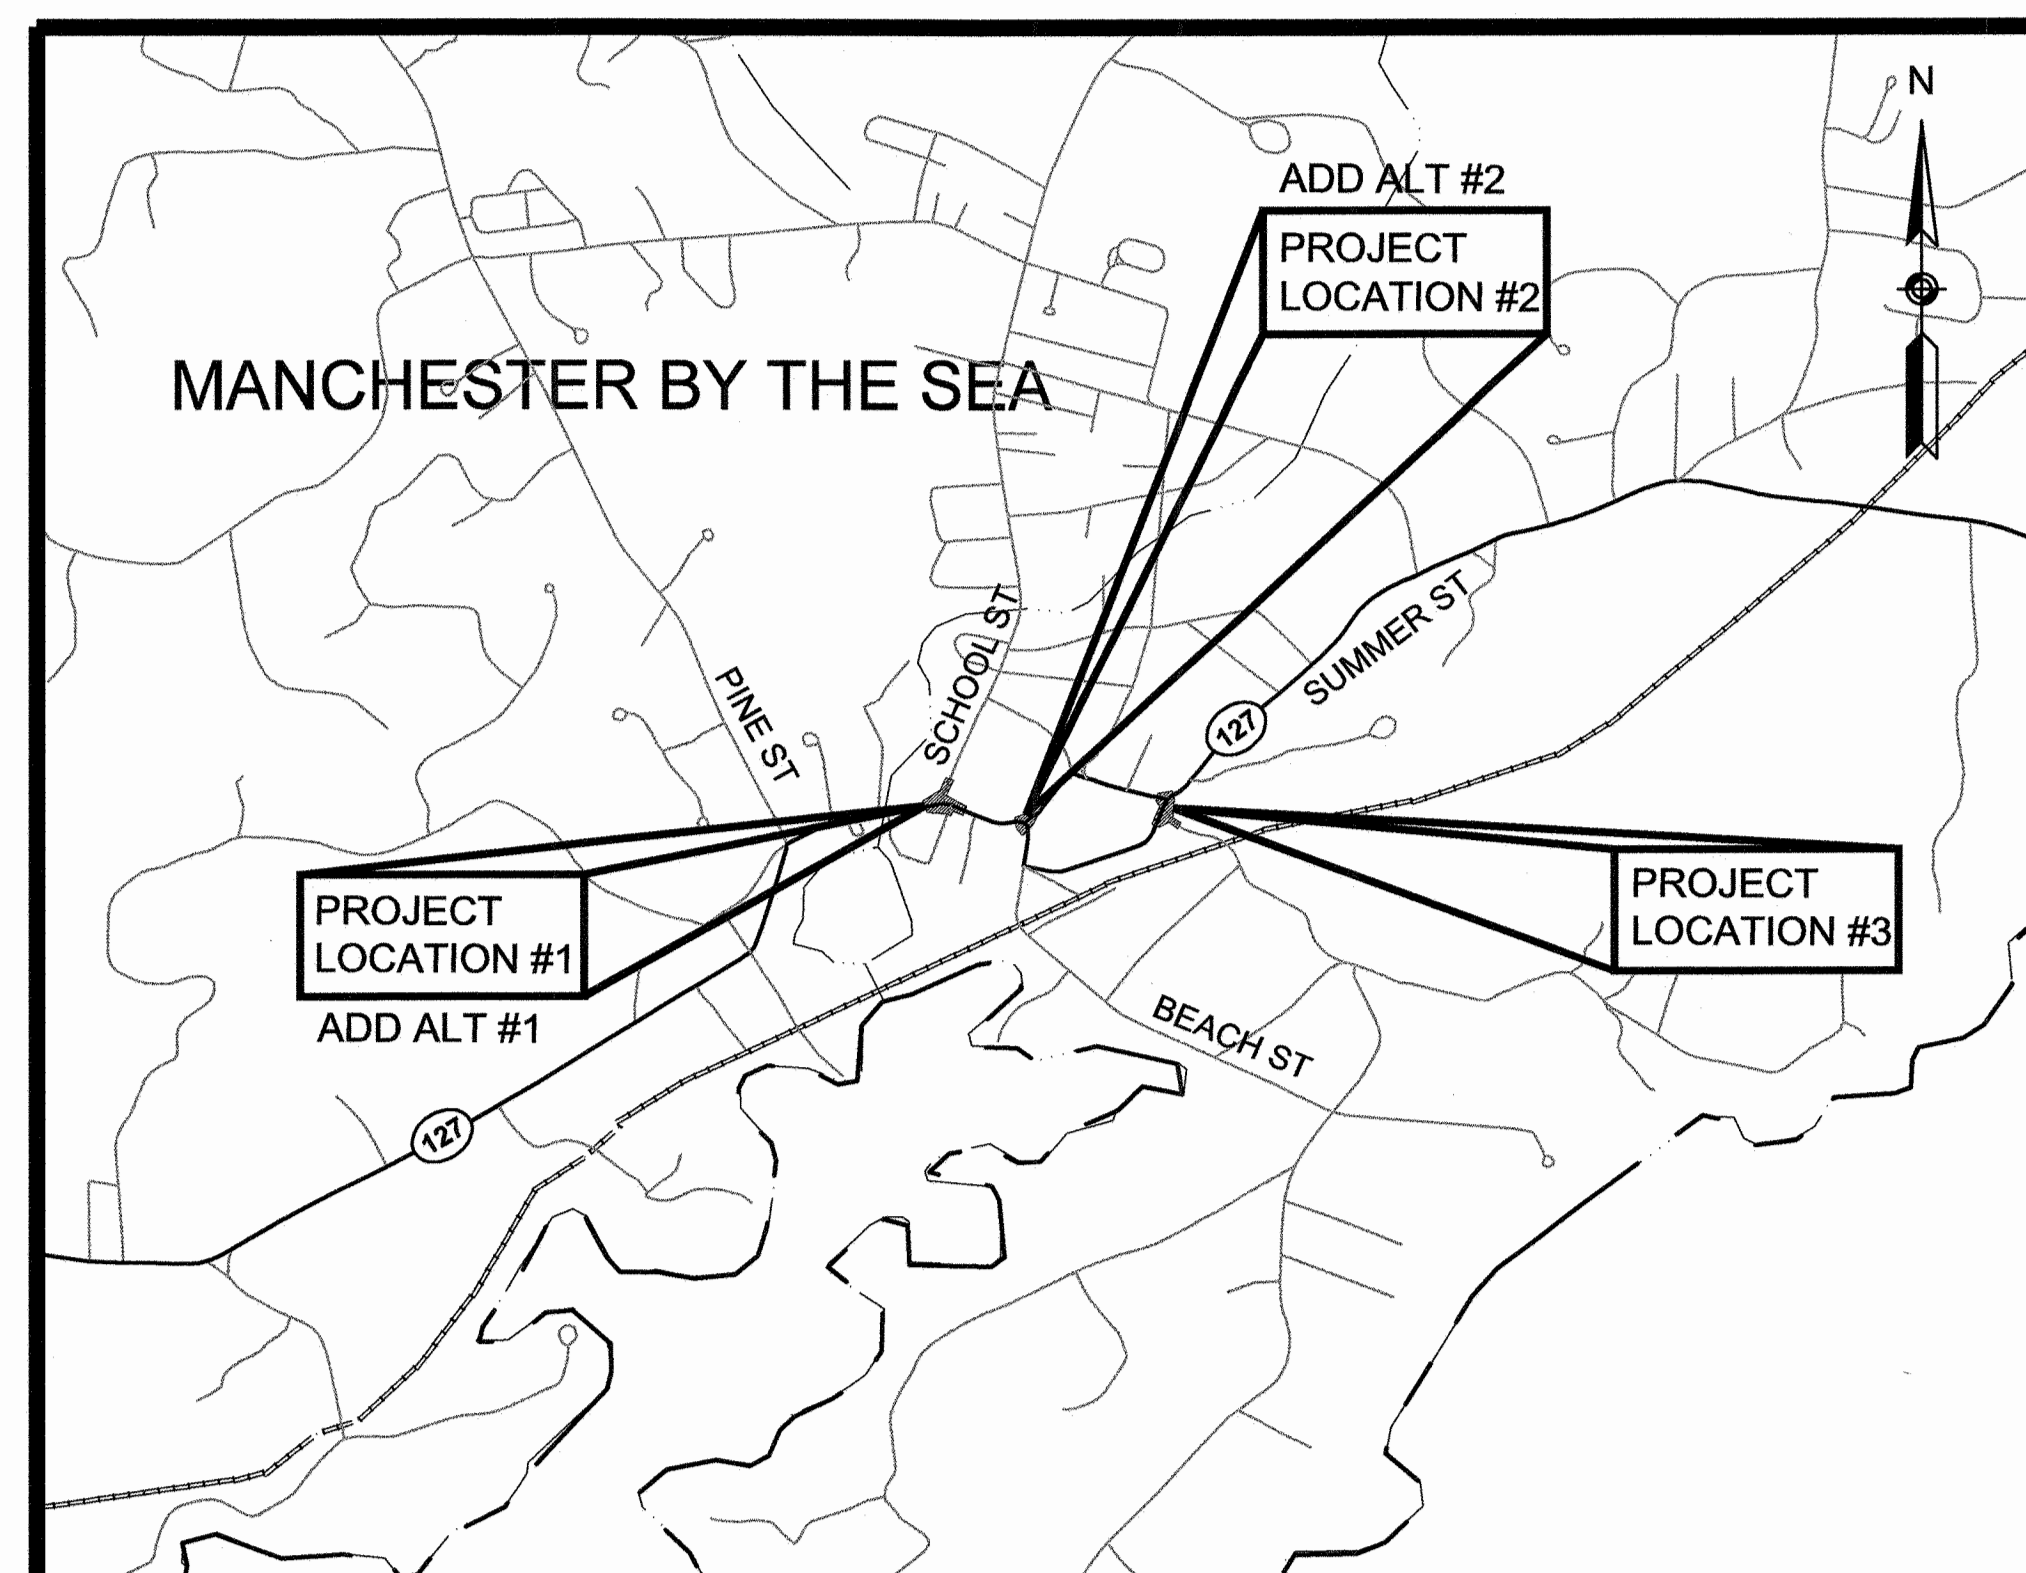 N
ADD ALT #2
PROJECT
LOCATION #2
MANCHESTER BY THE SEA
SCHOOL ST
SUMMER ST
PINE ST
127
PROJECT
LOCATION #1
ADD ALT #1
PROJECT
LOCATION #3
BEACH ST
127